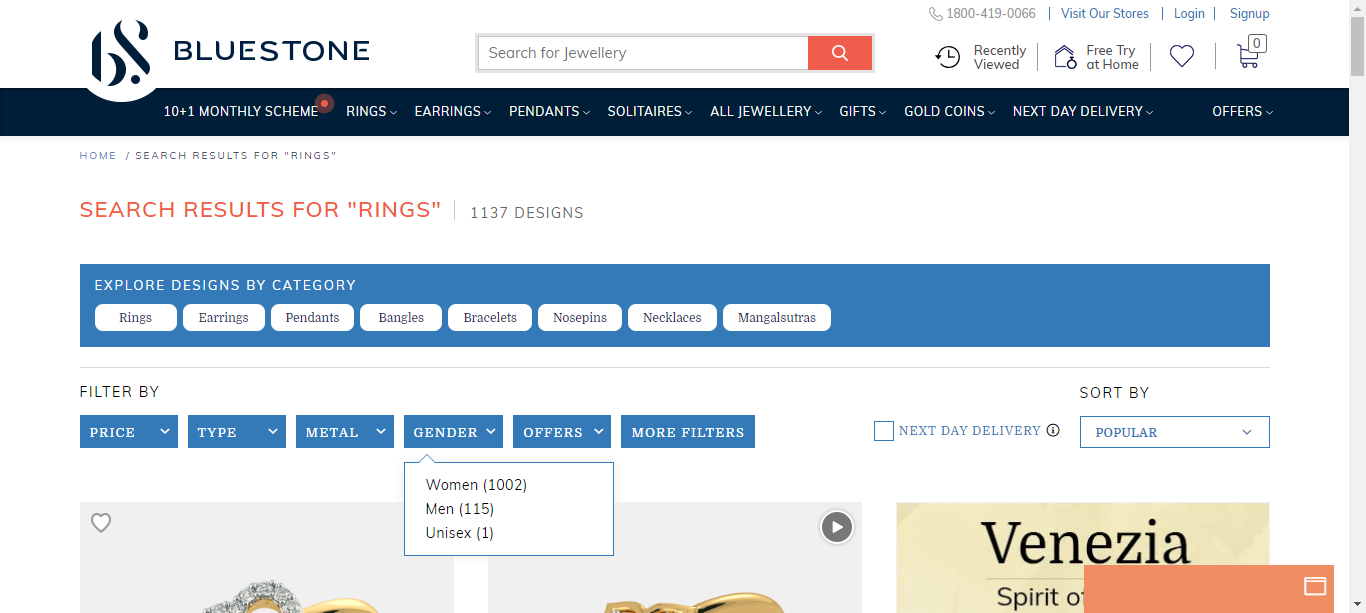 1800-419-0066 | Visit Our Stores | Login | Signup
BLUESTONE
Search for Jewellery
Recently Viewed
Free Try at Home
0
10+1 MONTHLY SCHEME RINGS EARRINGS PENDANTS SOLITAIRES ALL JEWELLERY GIFTS GOLD COINS NEXT DAY DELIVERY OFFERS
HOME / SEARCH RESULTS FOR "RINGS"
SEARCH RESULTS FOR "RINGS" 1137 DESIGNS
EXPLORE DESIGNS BY CATEGORY
Rings Earrings Pendants Bangles Bracelets Nosepins Necklaces Mangalsutras
FILTER BY
SORT BY
PRICE TYPE METAL GENDER OFFERS MORE FILTERS NEXT DAY DELIVERY POPULAR
Women (1002)
Men (115)
Unisex (1)
Venezia
Spirit